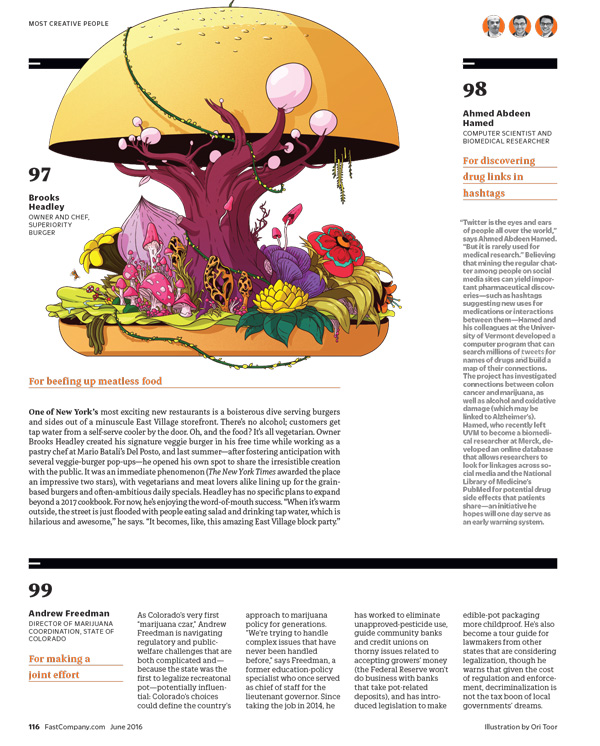 MOST CREATIVE PEOPLE
97
Brooks
Headley
OWNER AND CHEF,
SUPERIORITY
BURGER
For beefing up meatless food
One of New York's most exciting new restaurants is a boisterous dive serving burgers
and sides out of a minuscule East Village storefront. There's no alcohol; customers get
tap water from a self-serve cooler by the door. Oh, and the food? It's all vegetarian. Owner
Brooks Headley created his signature veggie burger in his free time while working as a
pastry chef at Mario Batali's Del Posto, and last summer—after fostering anticipation with
several veggie-burger pop-ups—he opened his own spot to share the irresistible creation
with the public. It was an immediate phenomenon (The New York Times awarded the place
an impressive two stars), with vegetarians and meat lovers alike lining up for the grain-
based burgers and often-ambitious daily specials. Headley has no specific plans to expand
beyond a 2017 cookbook. For now, he's enjoying the word-of-mouth success. "When it's warm
outside, the street is just flooded with people eating salad and drinking tap water, which is
hilarious and awesome," he says. "It becomes, like, this amazing East Village block party."
98
Ahmed Abdeen
Hamed
COMPUTER SCIENTIST AND
BIOMEDICAL RESEARCHER
For discovering
drug links in
hashtags
"Twitter is the eyes and ears
of people all over the world,"
says Ahmed Abdeen Hamed.
"But it is rarely used for
medical research." Believing
that mining the regular chat-
ter among people on social
media sites can yield impor-
tant pharmaceutical discov-
eries—such as hashtags
suggesting new uses for
medications or interactions
between them—Hamed and
his colleagues at the Univer-
sity of Vermont developed a
computer program that can
search millions of tweets for
names of drugs and build a
map of their connections.
The project has investigated
connections between colon
cancer and marijuana, as
well as alcohol and oxidative
damage (which may be
linked to Alzheimer's).
Hamed, who recently left
UVM to become a biomedi-
cal researcher at Merck, de-
veloped an online database
that allows researchers to
look for linkages across so-
cial media and the National
Library of Medicine's
PubMed for potential drug
side effects that patients
share—an initiative he
hopes will one day serve as
an early warning system.
99
Andrew Freedman
DIRECTOR OF MARIJUANA
COORDINATION, STATE OF
COLORADO
For making a
joint effort
As Colorado's very first
"marijuana czar," Andrew
Freedman is navigating
regulatory and public-
welfare challenges that are
both complicated and—
because the state was the
first to legalize recreatonal
pot—potentially influen-
tial: Colorado's choices
could define the country's
approach to marijuana
policy for generations.
"We're trying to handle
complex issues that have
never been handled
before," says Freedman, a
former education-policy
specialist who once served
as chief of staff for the
lieutenant governor. Since
taking the job in 2014, he
has worked to eliminate
unapproved-pesticide use,
guide community banks
and credit unions on
thorny issues related to
accepting growers' money
(the Federal Reserve won't
do business with banks
that take pot-related
deposits), and has intro-
duced legislation to make
edible-pot packaging
more childproof. He's also
become a tour guide for
lawmakers from other
states that are considering
legalization, though he
warns that given the cost
of regulation and enforce-
ment, decriminalization is
not the tax boon of local
governments' dreams.
116 FastCompany.com June 2016
Illustration by Ori Toor